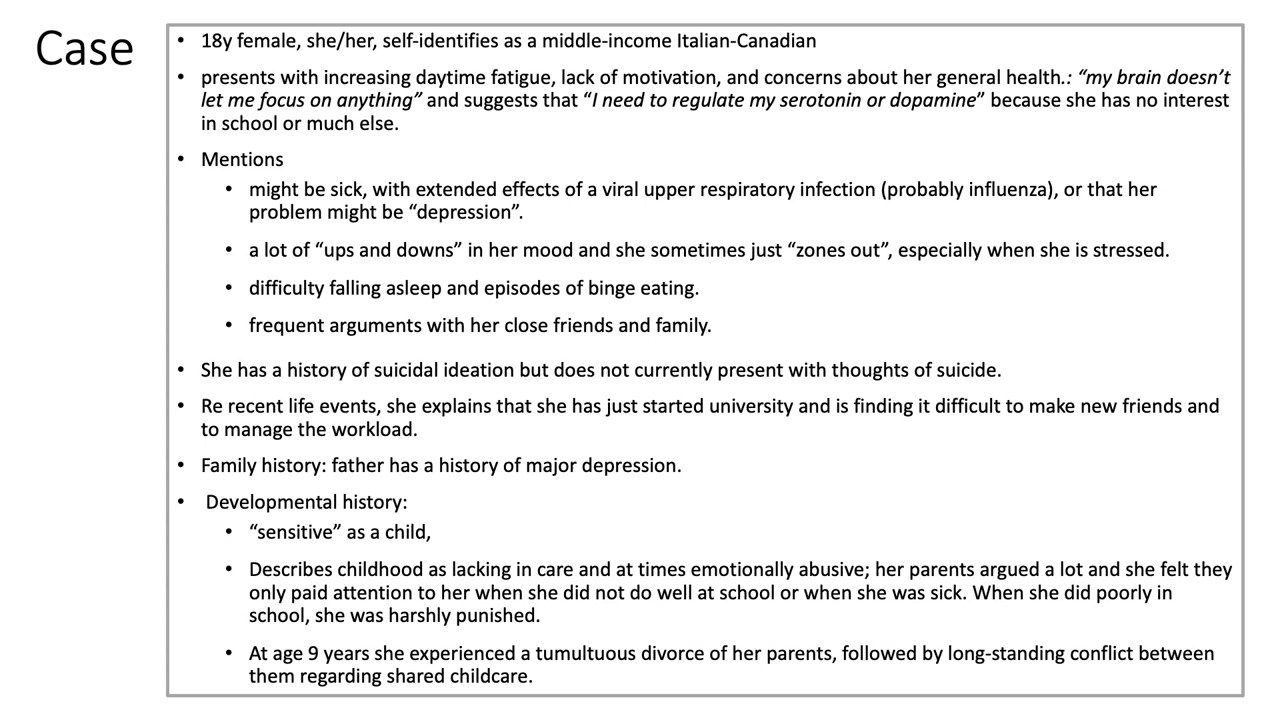 Case
• 18y female, she/her, self-identifies as a middle-income Italian-Canadian
• presents with increasing daytime fatigue, lack of motivation, and concerns about her general health.: “my brain doesn’t
let me focus on anything” and suggests that “I need to regulate my serotonin or dopamine” because she has no interest
in school or much else.
• Mentions
• might be sick, with extended effects of a viral upper respiratory infection (probably influenza), or that her
problem might be “depression”.
• a lot of “ups and downs” in her mood and she sometimes just “zones out”, especially when she is stressed.
• difficulty falling asleep and episodes of binge eating.
• frequent arguments with her close friends and family.
• She has a history of suicidal ideation but does not currently present with thoughts of suicide.
• Re recent life events, she explains that she has just started university and is finding it difficult to make new friends and
to manage the workload.
• Family history: father has a history of major depression.
• Developmental history:
• “sensitive” as a child,
• Describes childhood as lacking in care and at times emotionally abusive; her parents argued a lot and she felt they
only paid attention to her when she did not do well at school or when she was sick. When she did poorly in
school, she was harshly punished.
• At age 9 years she experienced a tumultuous divorce of her parents, followed by long-standing conflict between
them regarding shared childcare.